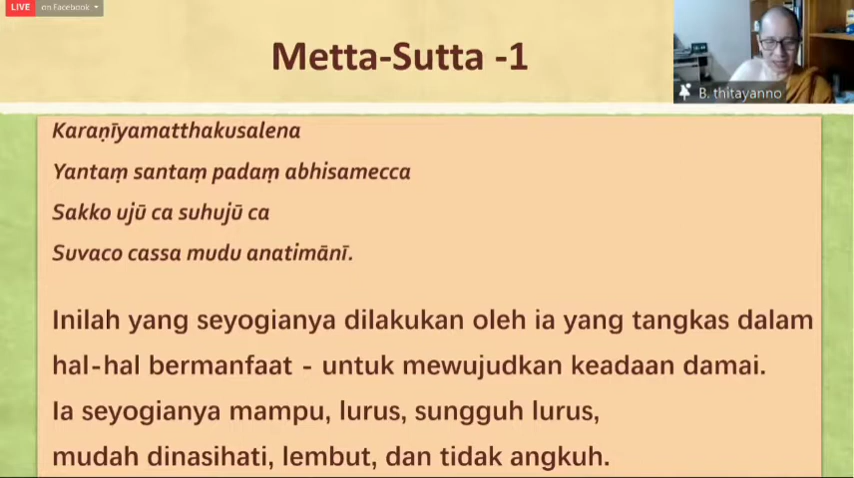 LIVE on Facebook
Metta-Sutta -1
B. thitayanno
Karaṇīyamatthakusalena
Yantaṃ santaṃ padaṃ abhisamecca
Sakko ujū ca suhujū ca
Suvaco cassa mudu anatimānī.
Inilah yang seyogianya dilakukan oleh ia yang tangkas dalam
hal-hal bermanfaat - untuk mewujudkan keadaan damai.
Ia seyogianya mampu, lurus, sungguh lurus,
mudah dinasihati, lembut, dan tidak angkuh.